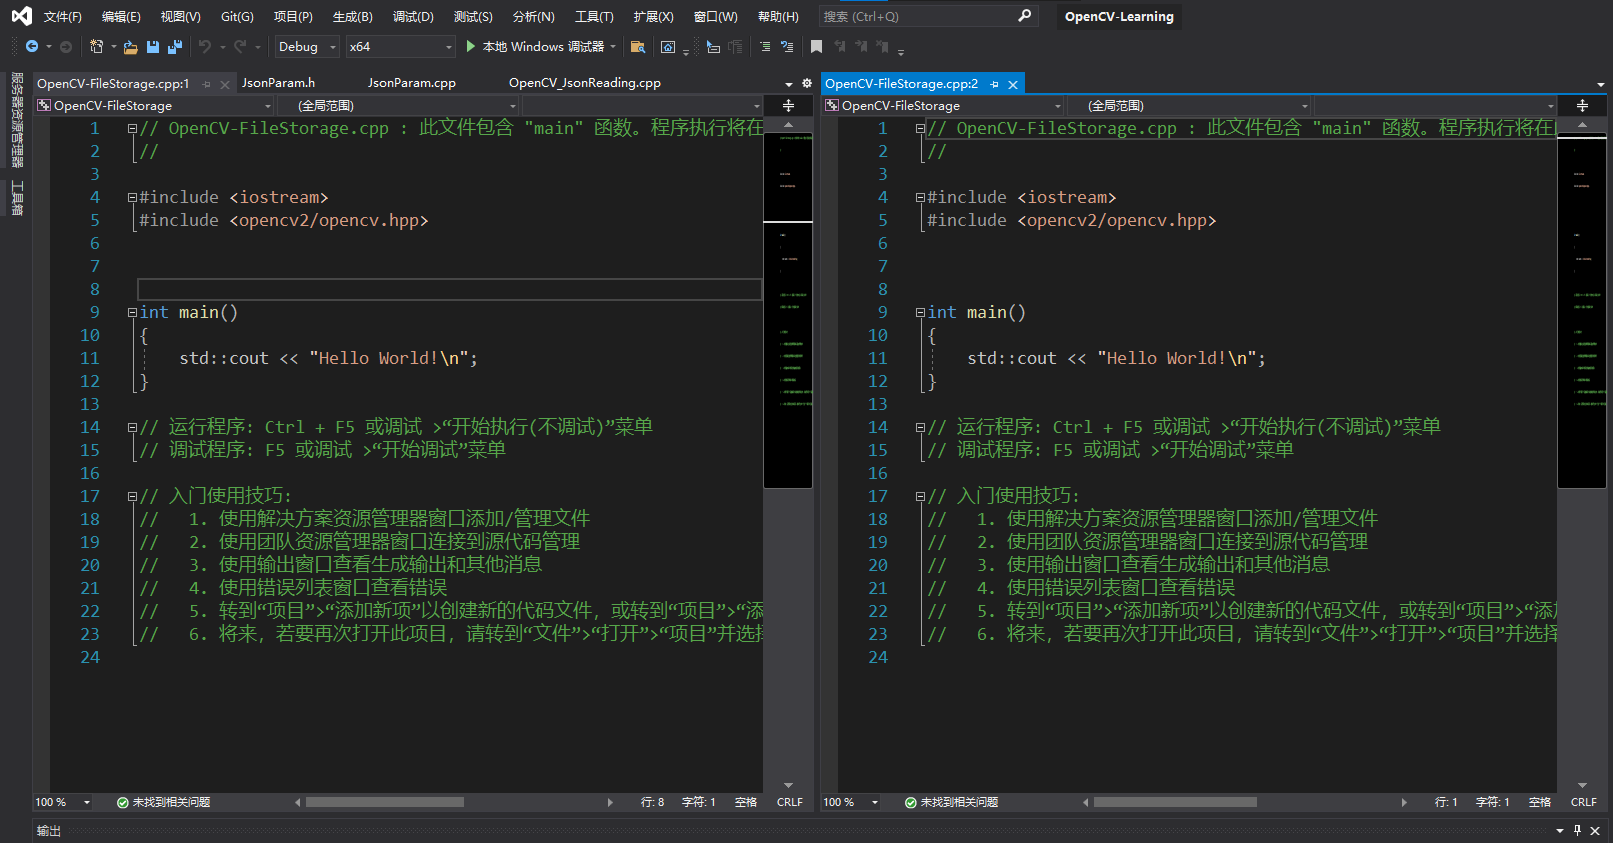 文件(F) 编辑(E) 视图(V) Git(G) 项目(P) 生成(B) 调试(D) 测试(S) 分析(N) 工具(T) 扩展(X) 窗口(W) 帮助(H) 搜索 (Ctrl+Q) OpenCV-Learning
Debug x64 本地 Windows 调试器
服务器资源管理器
工具箱
OpenCV-FileStorage.cpp:1 JsonParam.h JsonParam.cpp OpenCV_JsonReading.cpp
OpenCV-FileStorage (全局范围)
1 // OpenCV-FileStorage.cpp : 此文件包含 "main" 函数。程序执行将在
2 //
3
4 #include <iostream>
5 #include <opencv2/opencv.hpp>
6
7
8
9 int main()
10 {
11 std::cout << "Hello World!\n";
12 }
13
14 // 运行程序: Ctrl + F5 或调试 >“开始执行(不调试)”菜单
15 // 调试程序: F5 或调试 >“开始调试”菜单
16
17 // 入门使用技巧:
18 // 1. 使用解决方案资源管理器窗口添加/管理文件
19 // 2. 使用团队资源管理器窗口连接到源代码管理
20 // 3. 使用输出窗口查看生成输出和其他消息
21 // 4. 使用错误列表窗口查看错误
22 // 5. 转到“项目”>“添加新项”以创建新的代码文件，或转到“项目”>“添
23 // 6. 将来，若要再次打开此项目，请转到“文件”>“打开”>“项目”并选择
24
100 % 未找到相关问题 行: 8 字符: 1 空格 CRLF
OpenCV-FileStorage.cpp:2
OpenCV-FileStorage (全局范围)
1 // OpenCV-FileStorage.cpp : 此文件包含 "main" 函数。程序执行将在
2 //
3
4 #include <iostream>
5 #include <opencv2/opencv.hpp>
6
7
8
9 int main()
10 {
11 std::cout << "Hello World!\n";
12 }
13
14 // 运行程序: Ctrl + F5 或调试 >“开始执行(不调试)”菜单
15 // 调试程序: F5 或调试 >“开始调试”菜单
16
17 // 入门使用技巧:
18 // 1. 使用解决方案资源管理器窗口添加/管理文件
19 // 2. 使用团队资源管理器窗口连接到源代码管理
20 // 3. 使用输出窗口查看生成输出和其他消息
21 // 4. 使用错误列表窗口查看错误
22 // 5. 转到“项目”>“添加新项”以创建新的代码文件，或转到“项目”>“添
23 // 6. 将来，若要再次打开此项目，请转到“文件”>“打开”>“项目”并选择
24
100 % 未找到相关问题 行: 1 字符: 1 空格 CRLF
输出